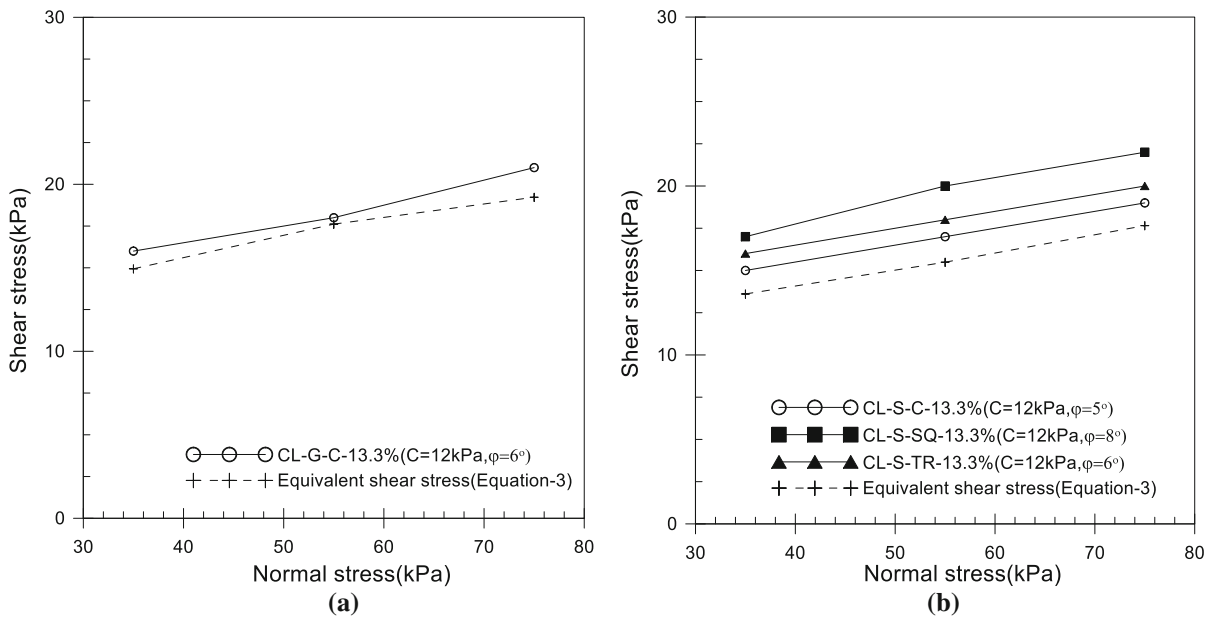 30
20
10
0
Shear stress(kPa)
CL-G-C-13.3%(C=12kPa,φ=6°)
Equivalent shear stress(Equation-3)
30 40 50 60 70 80
Normal stress(kPa)
(a)
30
20
10
0
Shear stress(kPa)
CL-S-C-13.3%(C=12kPa,φ=5°)
CL-S-SQ-13.3%(C=12kPa,φ=8°)
CL-S-TR-13.3%(C=12kPa,φ=6°)
Equivalent shear stress(Equation-3)
30 40 50 60 70 80
Normal stress(kPa)
(b)